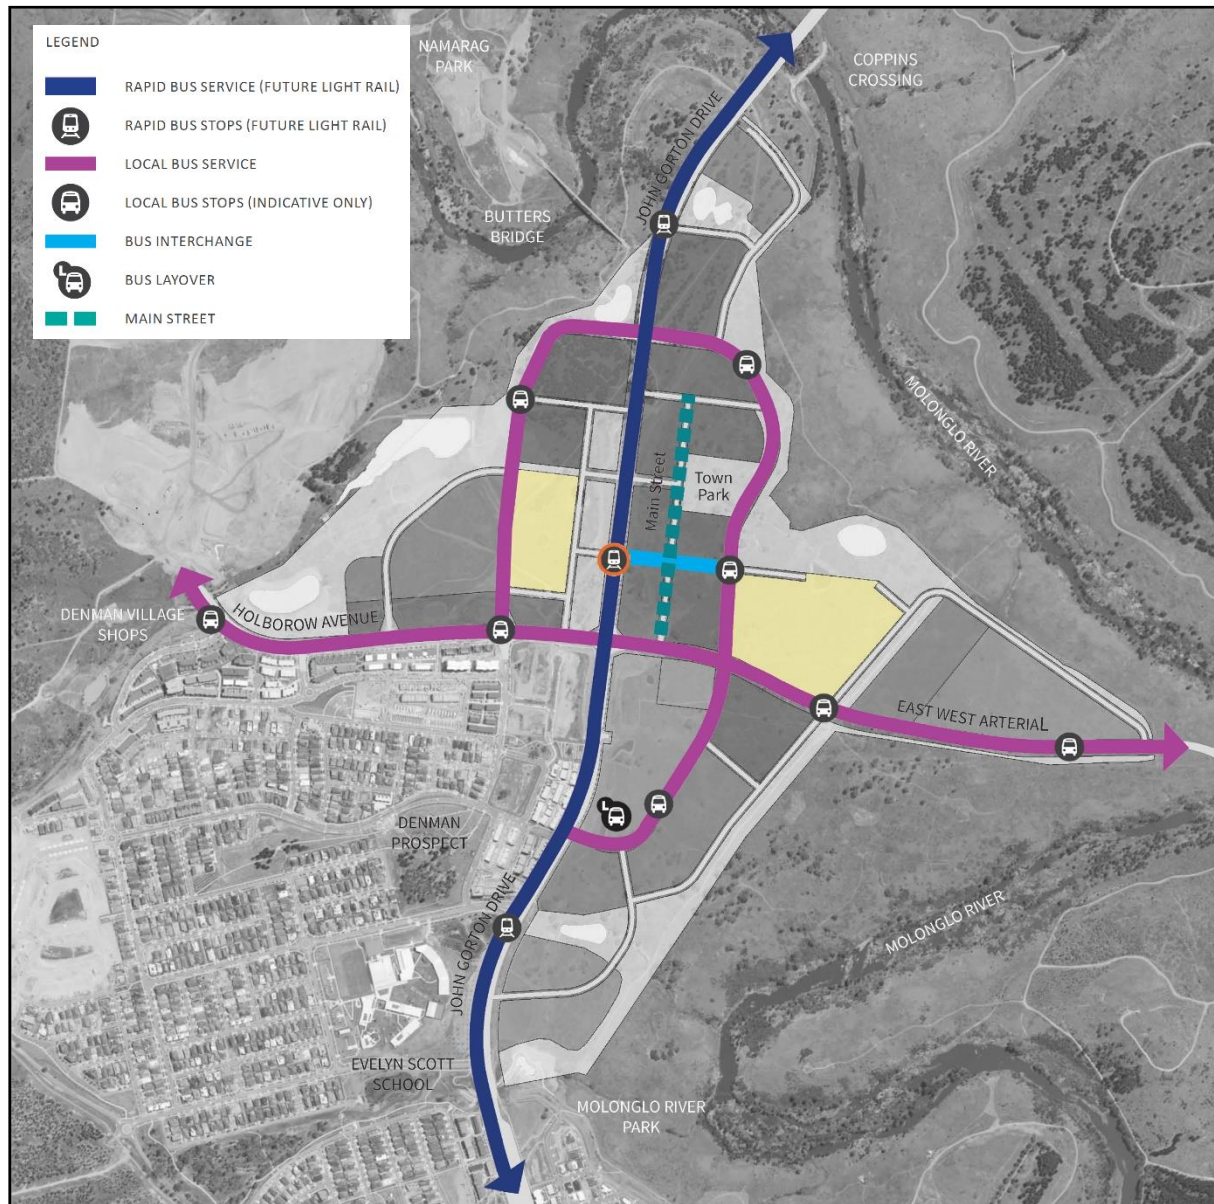 LEGEND
RAPID BUS SERVICE (FUTURE LIGHT RAIL)
RAPID BUS STOPS (FUTURE LIGHT RAIL)
LOCAL BUS SERVICE
LOCAL BUS STOPS (INDICATIVE ONLY)
BUS INTERCHANGE
L
BUS LAYOVER
MAIN STREET
NAMARAG
PARK
COPPINS
CROSSING
JOHN GORTON DRIVE
BUTTERS
BRIDGE
MOLONGLO RIVER
Main Street
Town
Park
DENMAN VILLAGE
SHOPS
HOLBOROW AVENUE
EAST WEST ARTERIAL
L
DENMAN
PROSPECT
JOHN GORTON DRIVE
MOLONGLO RIVER
EVELYN SCOTT
SCHOOL
MOLONGLO RIVER
PARK